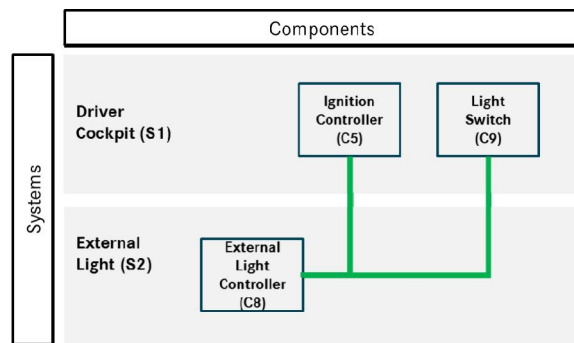 Components
Systems
Driver
Cockpit (S1)
Ignition
Controller
(C5)
Light
Switch
(C9)
External
Light (S2)
External
Light
Controller
(C8)